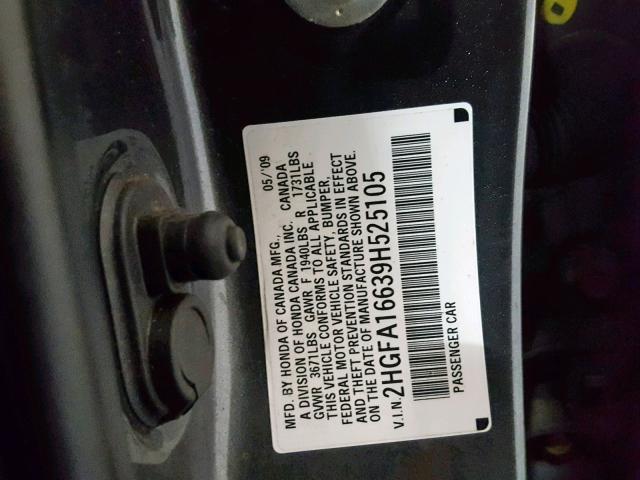 MFD. BY HONDA OF CANADA MFG., 05/'09
A DIVISION OF HONDA CANADA INC. CANADA
GVWR 3671LBS GAWR F 1940LBS R 1731LBS
THIS VEHICLE CONFORMS TO ALL APPLICABLE
FEDERAL MOTOR VEHICLE SAFETY, BUMPER,
AND THEFT PREVENTION STANDARDS IN EFFECT
ON THE DATE OF MANUFACTURE SHOWN ABOVE.
V.I.N. 2HGFA16639H525105
PASSENGER CAR